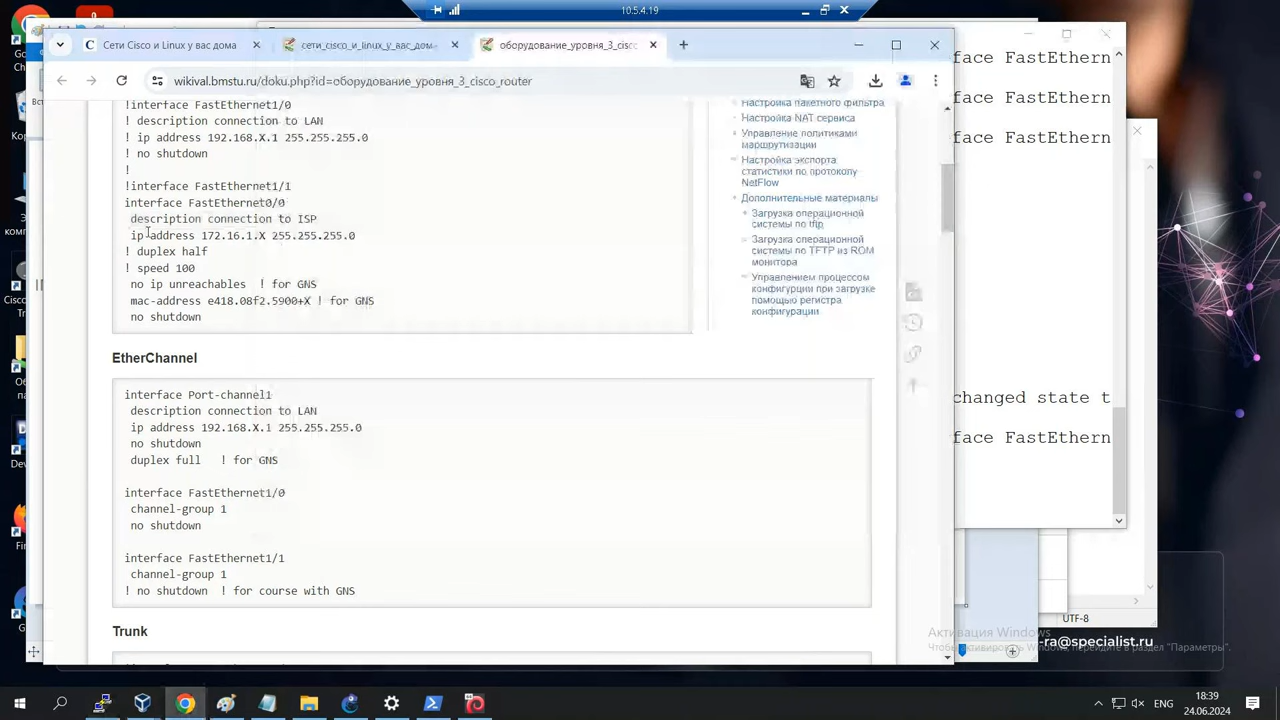 10.5.4.19
Сети Cisco и Linux у вас дома
сети_cisco_и_linux_у_вас_дом
оборудование_уровня_3_cisco
wikival.bmstu.ru/doku.php?id=оборудование_уровня_3_cisco_router
!interface FastEthernet1/0
! description connection to LAN
! ip address 192.168.X.1 255.255.255.0
! no shutdown
!interface FastEthernet1/1
interface FastEthernet0/0
description connection to ISP
ip address 172.16.1.X 255.255.255.0
! duplex half
! speed 100
no ip unreachables ! for GNS
mac-address e418.08f2.5900+X ! for GNS
no shutdown
EtherChannel
interface Port-channel1
description connection to LAN
ip address 192.168.X.1 255.255.255.0
no shutdown
duplex full ! for GNS
interface FastEthernet1/0
channel-group 1
no shutdown
interface FastEthernet1/1
channel-group 1
! no shutdown ! for course with GNS
Trunk
Настройка пакетного фильтра
Настройка NAT сервиса
Управление политиками
маршрутизации
Настройка экспорта
статистики по протоколу
NetFlow
Дополнительные материалы
Загрузка операционной
системы по tftp
Загрузка операционной
системы по TFTP из ROM
монитора
Управлением процессом
конфигурции при загрузке
помощью регистра
конфигурации
face FastEthern
face FastEthern
face FastEthern
changed state t
face FastEthern
UTF-8
Активация Windows
Чтобы активировать Windows, перейдите в раздел "Параметры".
-ra@specialist.ru
ENG
18:39
24.06.2024